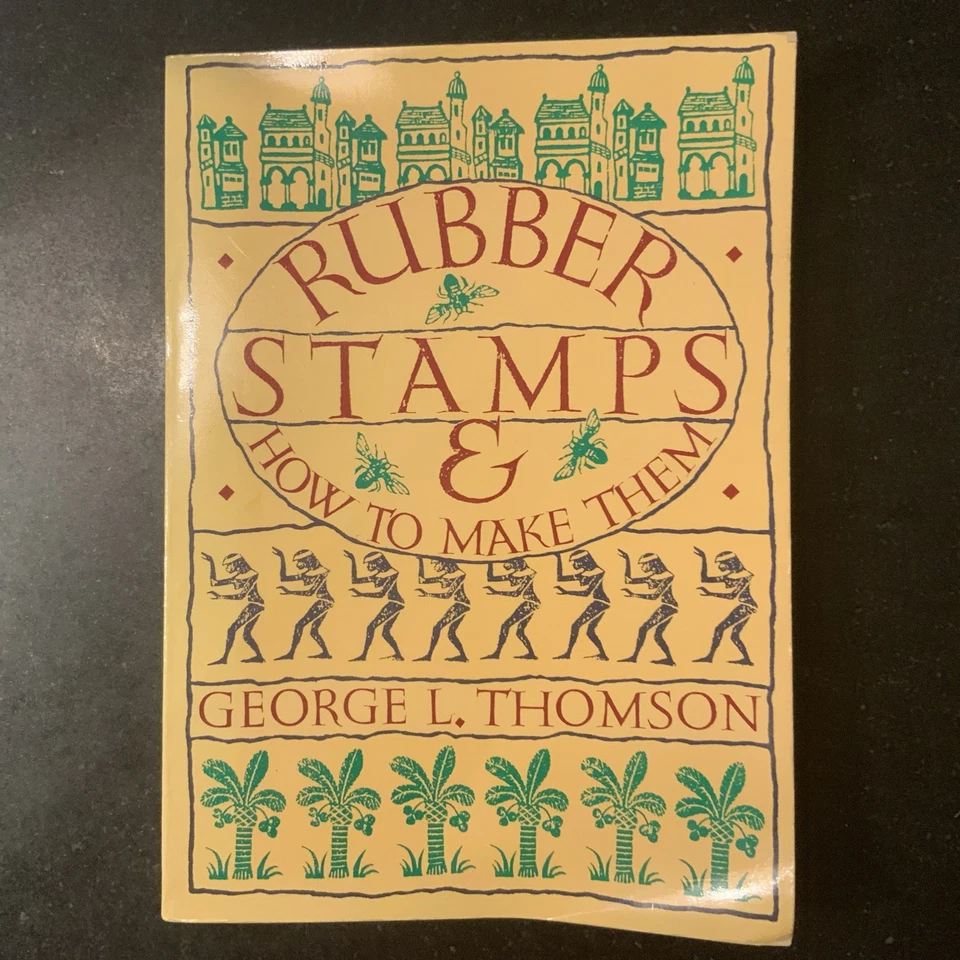 RUBBER
STAMPS
&
HOW TO MAKE THEM
GEORGE L. THOMSON